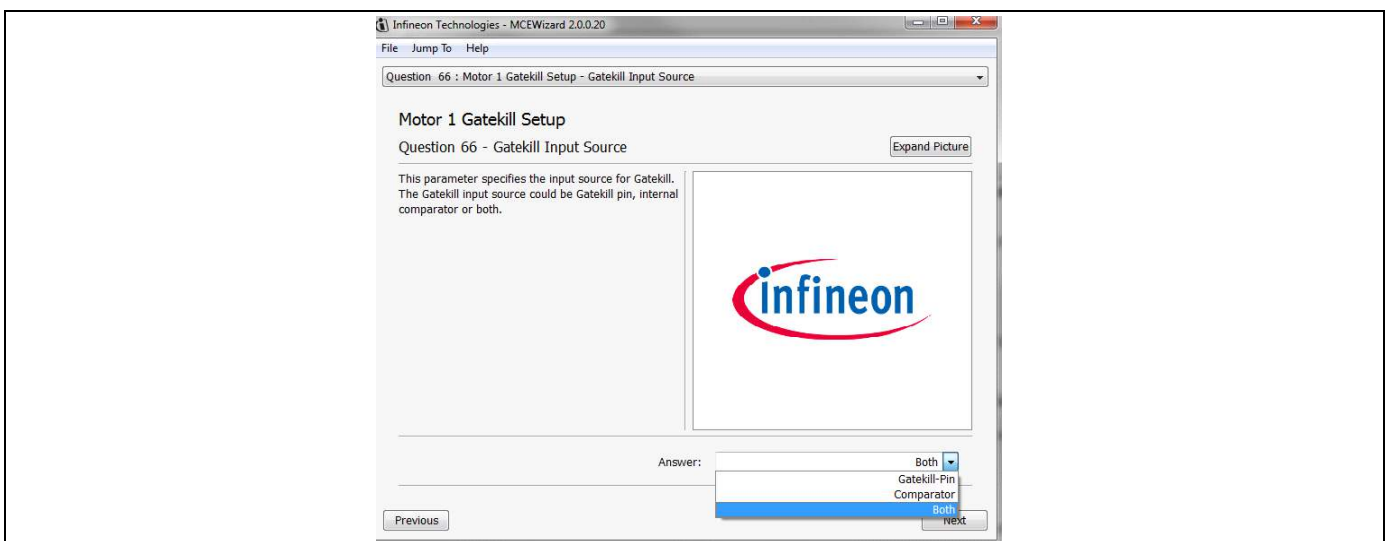 Infineon Technologies - MCEWizard 2.0.0.20
File Jump To Help
Question 66 : Motor 1 Gatekill Setup - Gatekill Input Source
Motor 1 Gatekill Setup
Question 66 - Gatekill Input Source
Expand Picture
This parameter specifies the input source for Gatekill.
The Gatekill input source could be Gatekill pin, internal
comparator or both.
infineon
Answer:
Both
Gatekill-Pin
Comparator
Both
Previous
Next